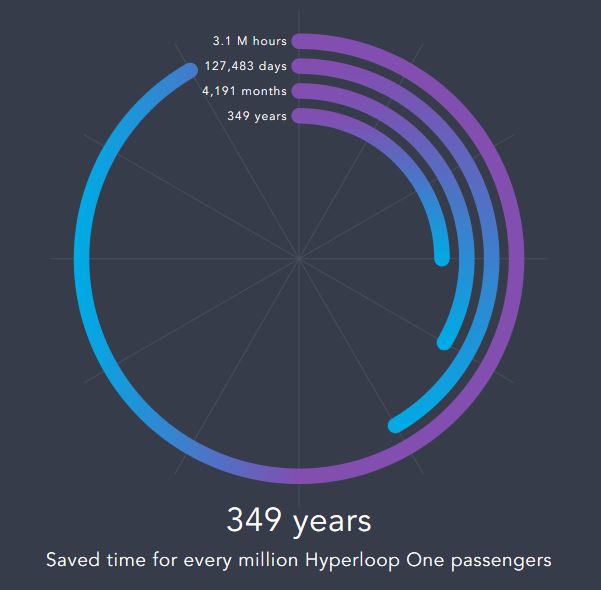 3.1 M hours
127,483 days
4,191 months
349 years
349 years
Saved time for every million Hyperloop One passengers